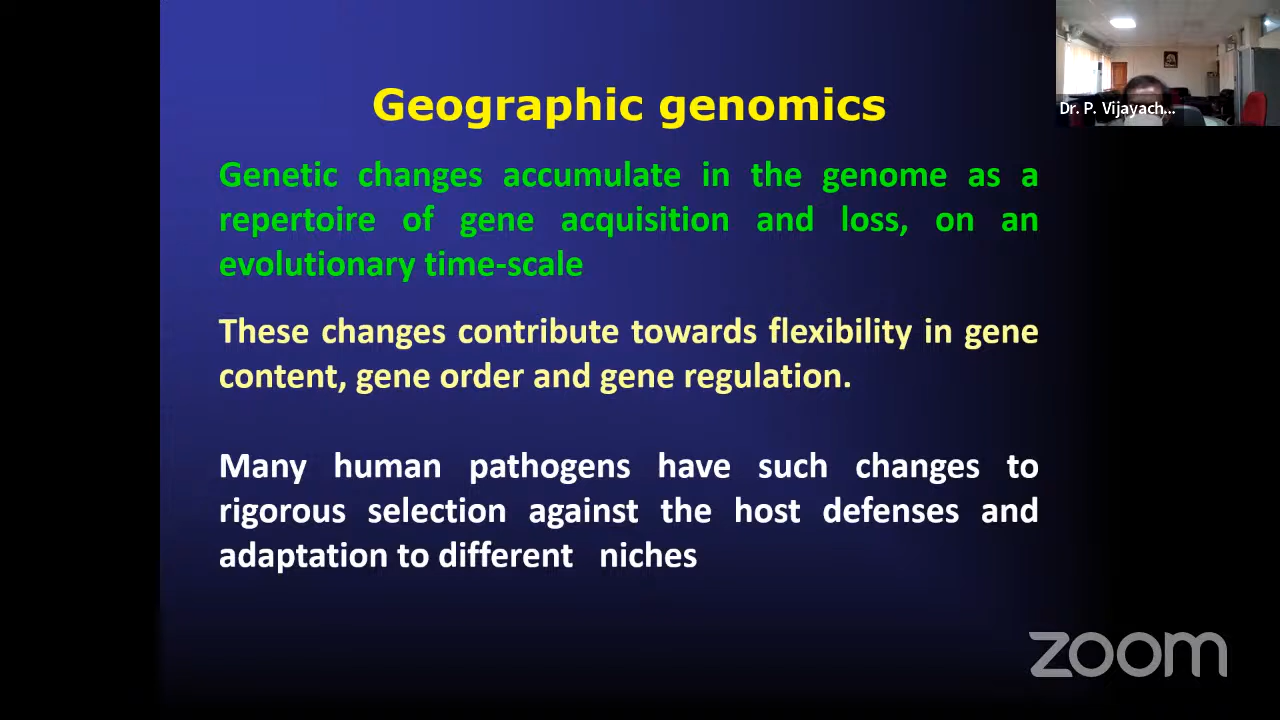 Geographic genomics
Genetic changes accumulate in the genome as a
repertoire of gene acquisition and loss, on an
evolutionary time-scale
These changes contribute towards flexibility in gene
content, gene order and gene regulation.
Many human pathogens have such changes to
rigorous selection against the host defenses and
adaptation to different niches
Dr. P. Vijayach...
zoom